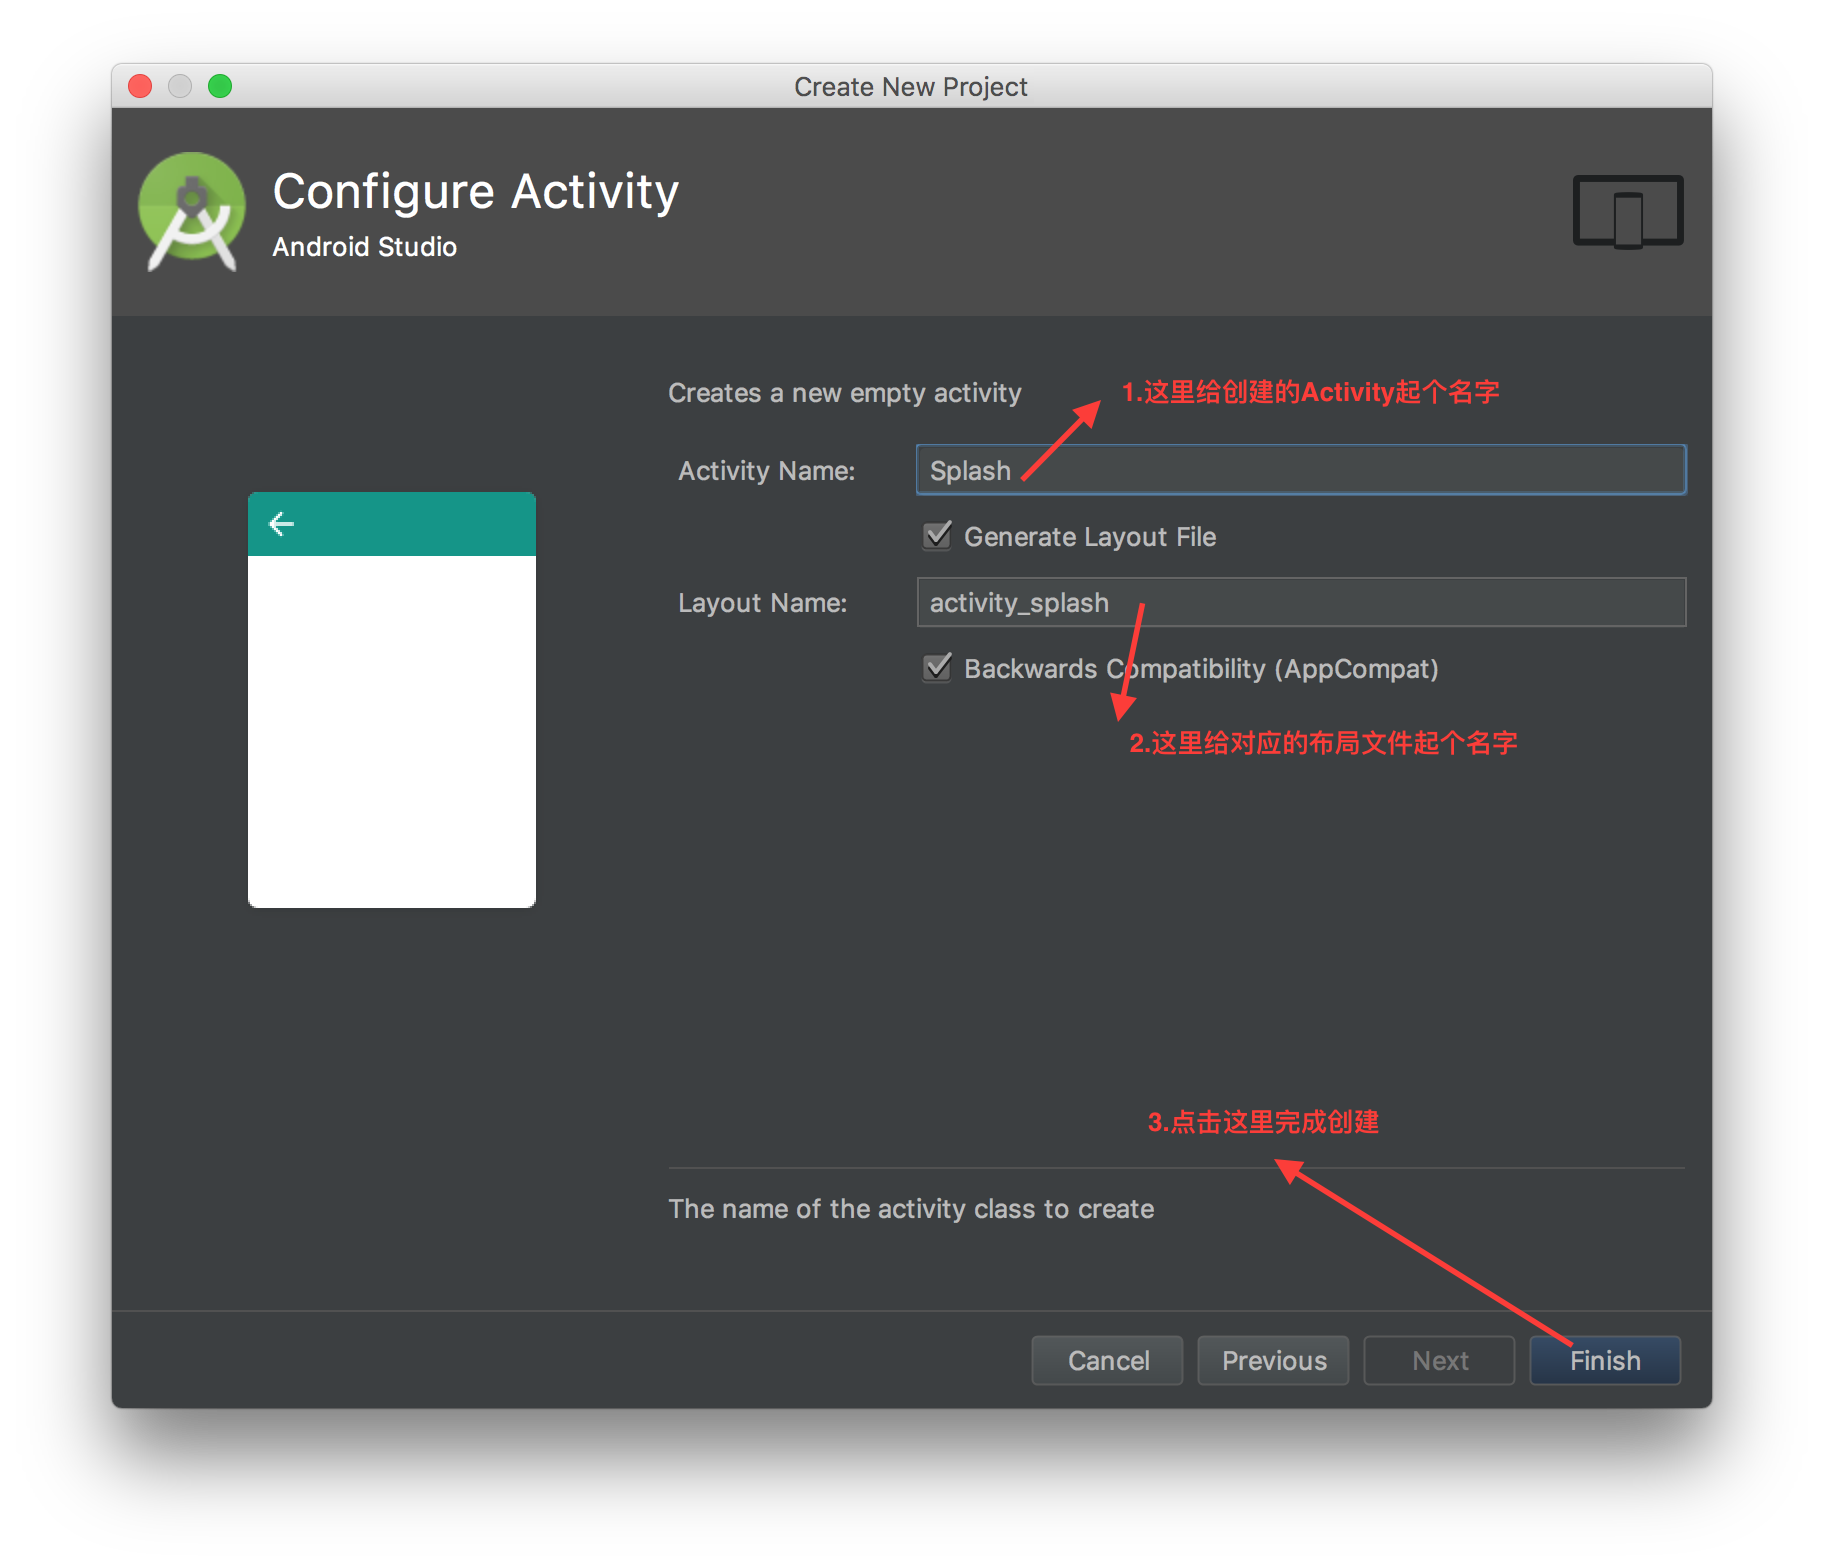 Create New Project
Configure Activity
Android Studio
Creates a new empty activity
1.这里给创建的Activity起个名字
Activity Name:
Splash
Generate Layout File
Layout Name:
activity_splash
Backwards Compatibility (AppCompat)
2.这里给对应的布局文件起个名字
3.点击这里完成创建
The name of the activity class to create
Cancel
Previous
Next
Finish